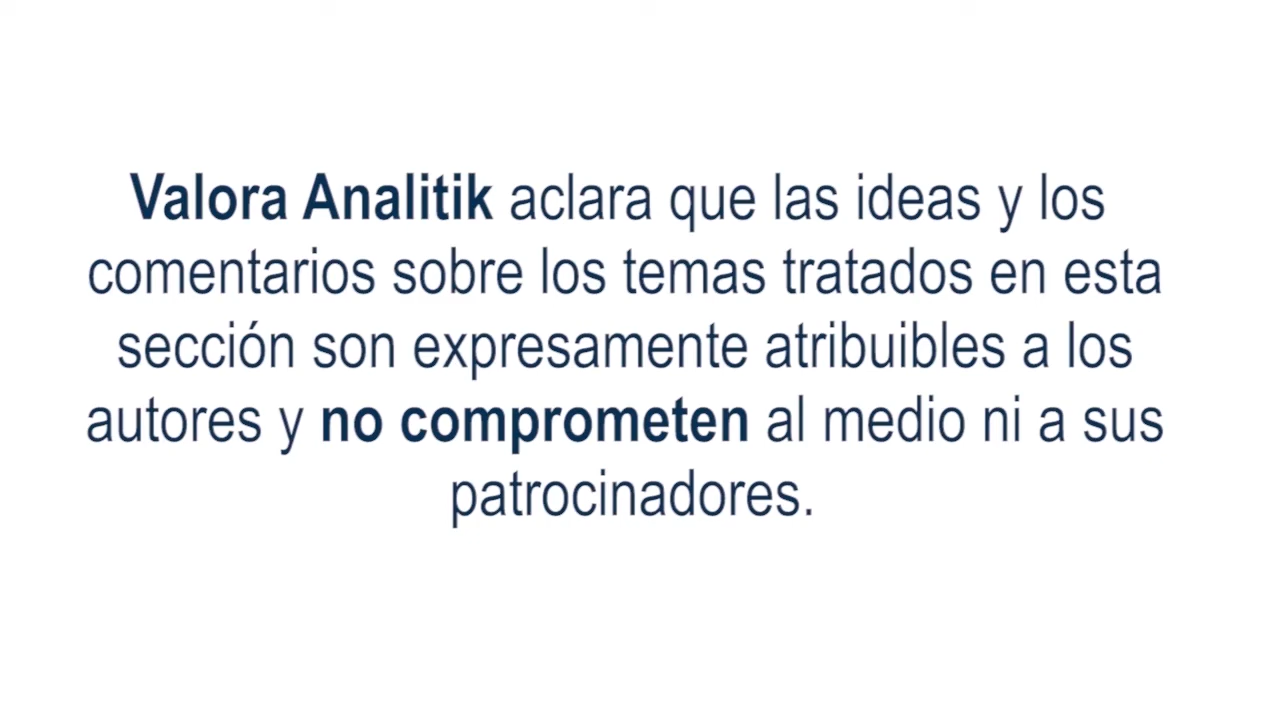 Valora Analitik aclara que las ideas y los
comentarios sobre los temas tratados en esta
sección son expresamente atribuibles a los
autores y no comprometen al medio ni a sus
patrocinadores.